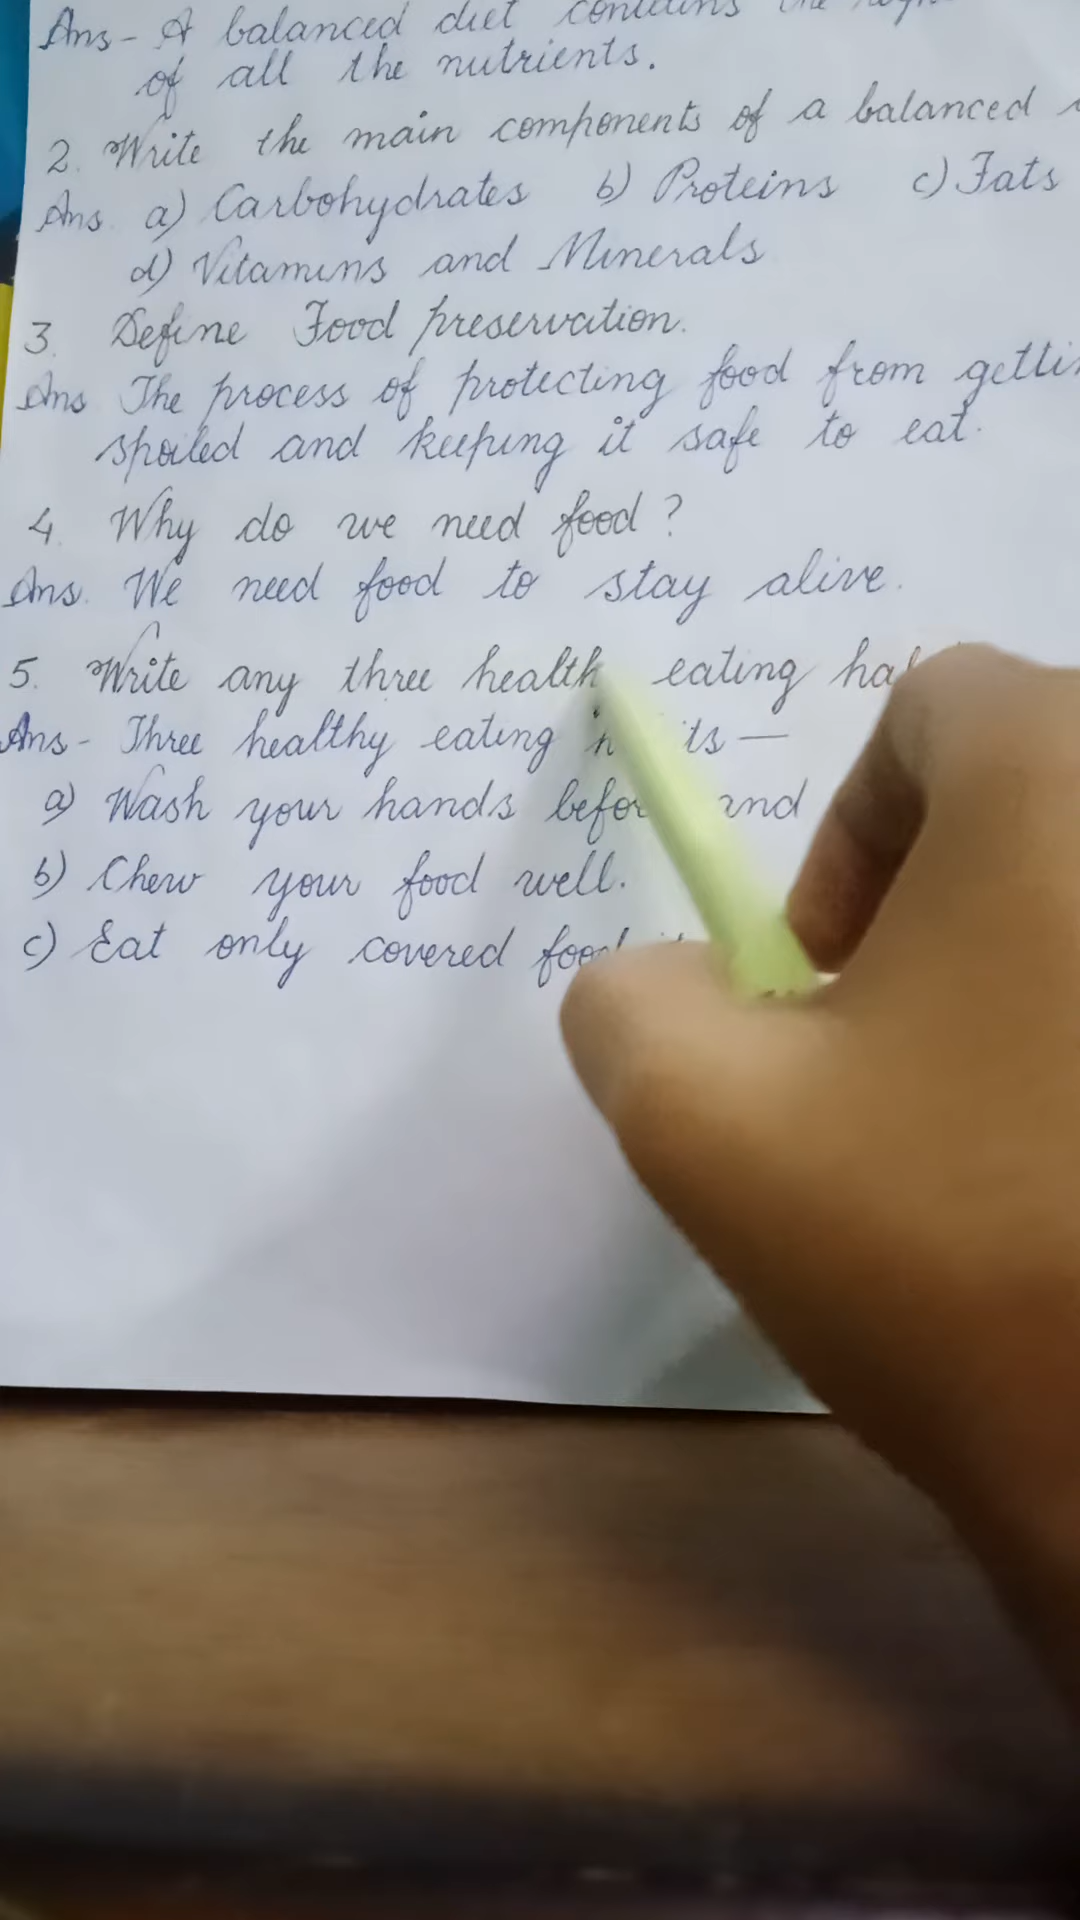 Ans - A balanced diet contains the
of all the nutrients.
2. Write the main components of a balanced
Ans. a) Carbohydrates b) Proteins c) Fats
d) Vitamins and Minerals
3. Define Food preservation.
Ans The process of protecting food from
spoiled and keeping it safe to eat.
4. Why do we need food?
Ans. We need food to stay alive.
5. Write any three eating
Ans - Three healthy eating —
a) Wash your hands and
b) Chew your food well.
c) Eat only covered